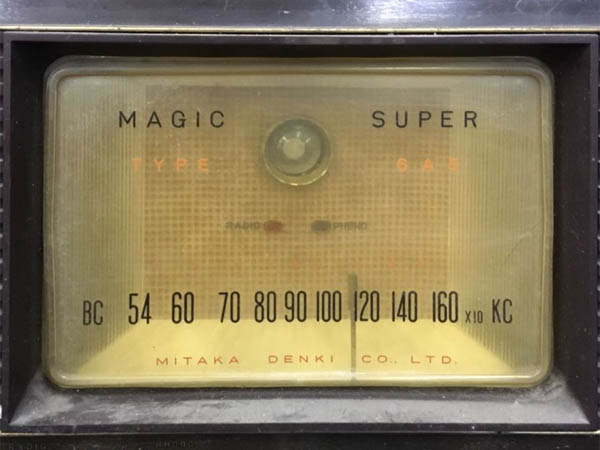 MAGIC SUPER
TYPE
RADIO PHONO
BC 54 60 70 80 90 100 120 140 160 X10 KC
MITAKA DENKI CO., LTD.